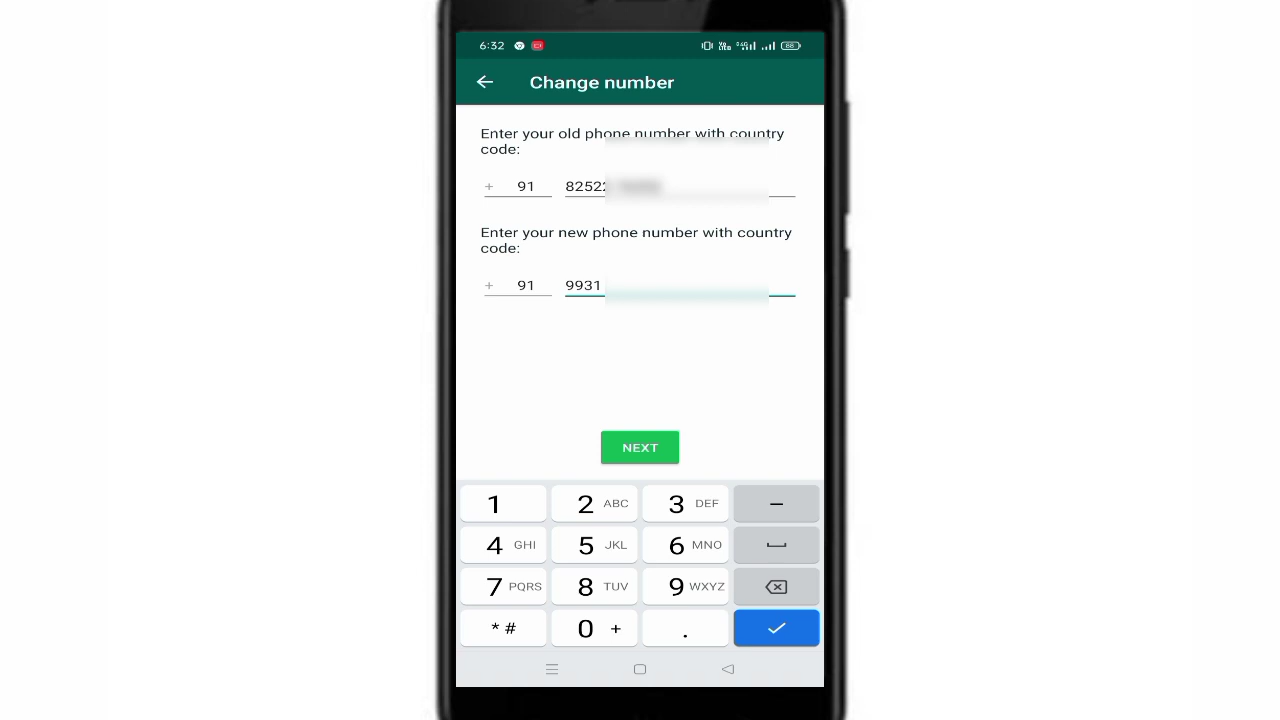 6:32
88
Change number
Enter your old phone number with country
code:
+ 91 8252
Enter your new phone number with country
code:
+ 91 9931
NEXT
1 2 ABC 3 DEF –
4 GHI 5 JKL 6 MNO
7 PQRS 8 TUV 9 WXYZ
* # 0 + .